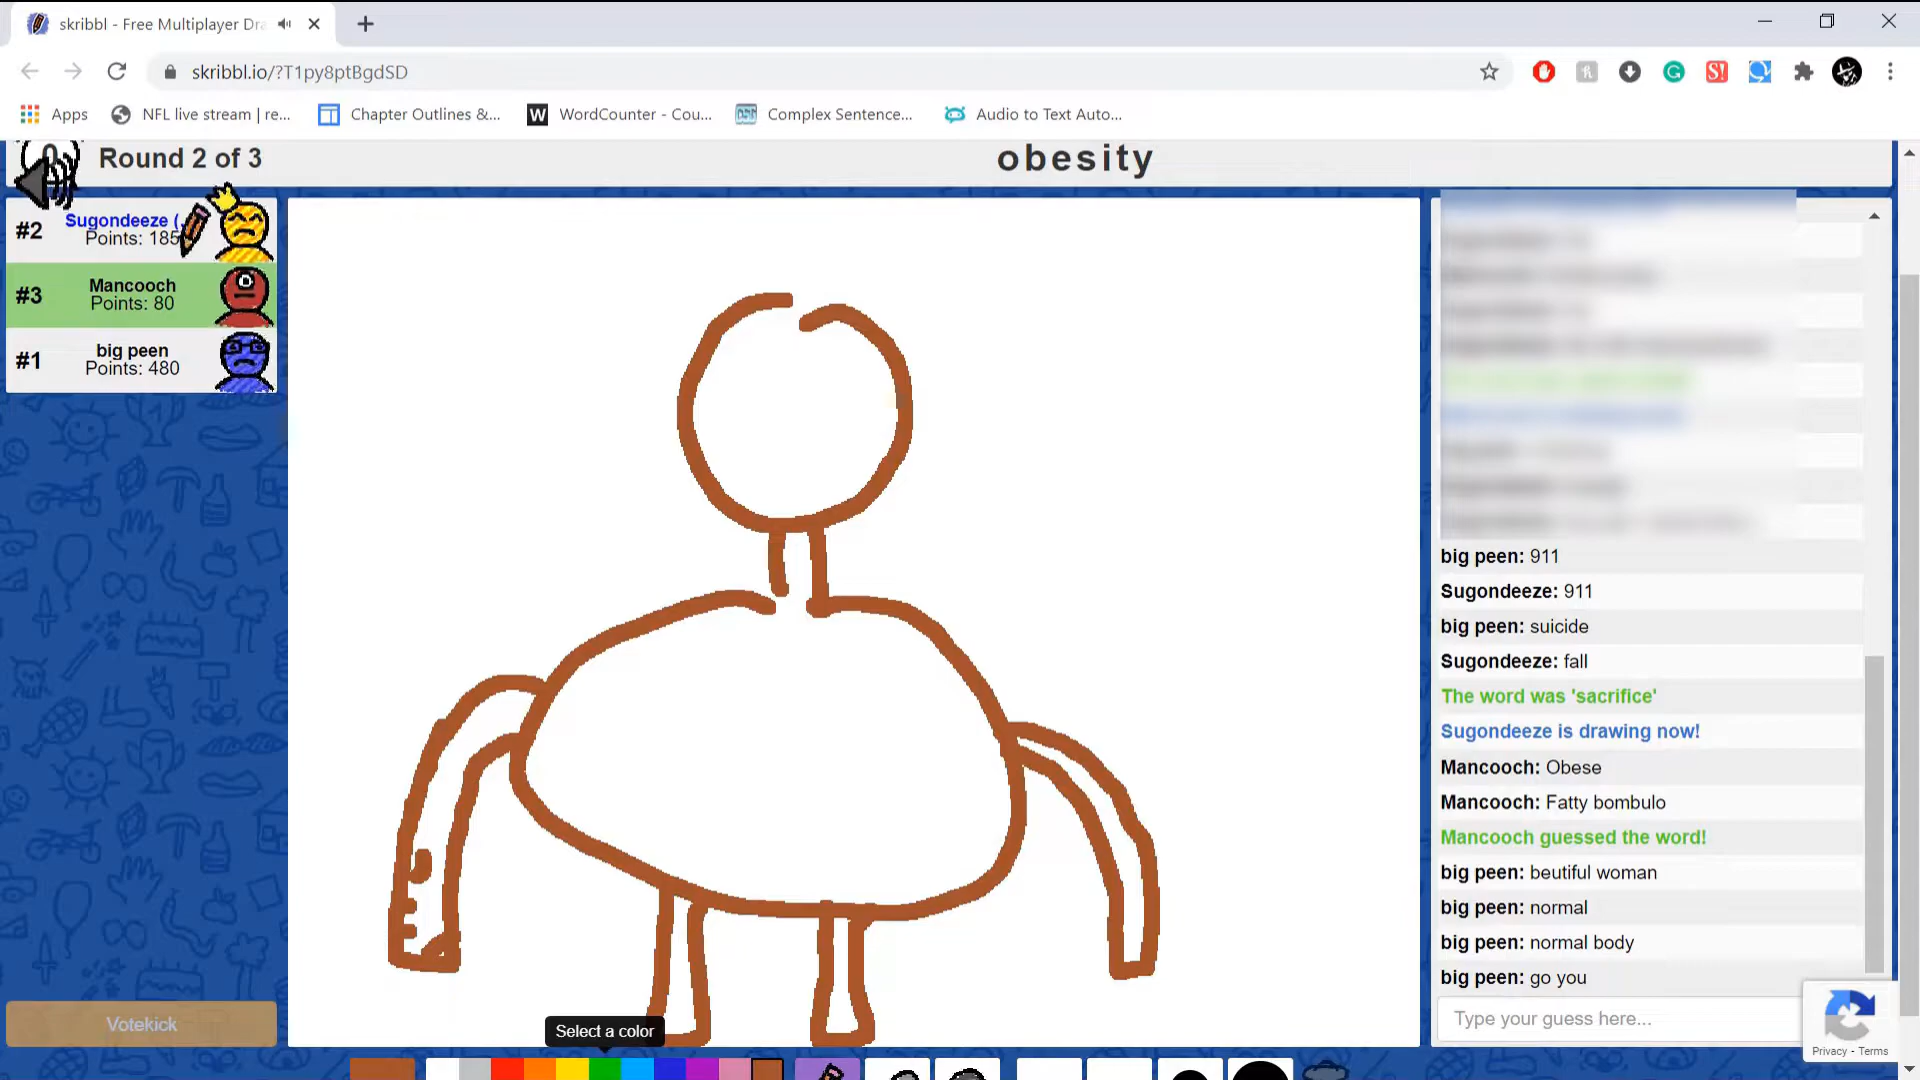 skribbl - Free Multiplayer Dra
skribbl.io/?T1py8ptBgdSD
Apps
NFL live stream | re...
Chapter Outlines &...
W
WordCounter - Cou...
Complex Sentence...
Audio to Text Auto...
0
Round 2 of 3
obesity
#2
Sugondeeze (
Points: 185
#3
Mancooch
Points: 80
#1
big peen
Points: 480
big peen: 911
Sugondeeze: 911
big peen: suicide
Sugondeeze: fall
The word was 'sacrifice'
Sugondeeze is drawing now!
Mancooch: Obese
Mancooch: Fatty bombulo
Mancooch guessed the word!
big peen: beutiful woman
big peen: normal
big peen: normal body
big peen: go you
Type your guess here...
Privacy - Terms
Votekick
Select a color